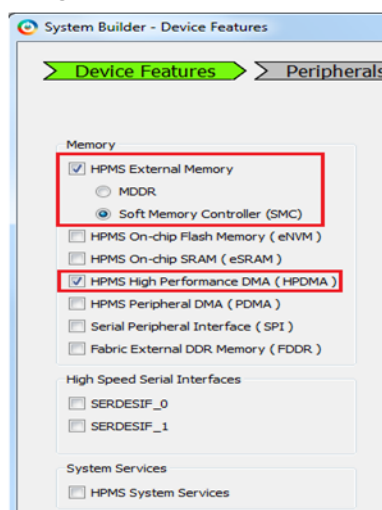 System Builder - Device Features
Device Features Peripherals
Memory
HPMS External Memory
MDDR
Soft Memory Controller (SMC)
HPMS On-chip Flash Memory ( eNVM )
HPMS On-chip SRAM ( eSRAM )
HPMS High Performance DMA ( HPDMA )
HPMS Peripheral DMA ( PDMA )
Serial Peripheral Interface ( SPI )
Fabric External DDR Memory ( FDDR )
High Speed Serial Interfaces
SERDESIF_0
SERDESIF_1
System Services
HPMS System Services